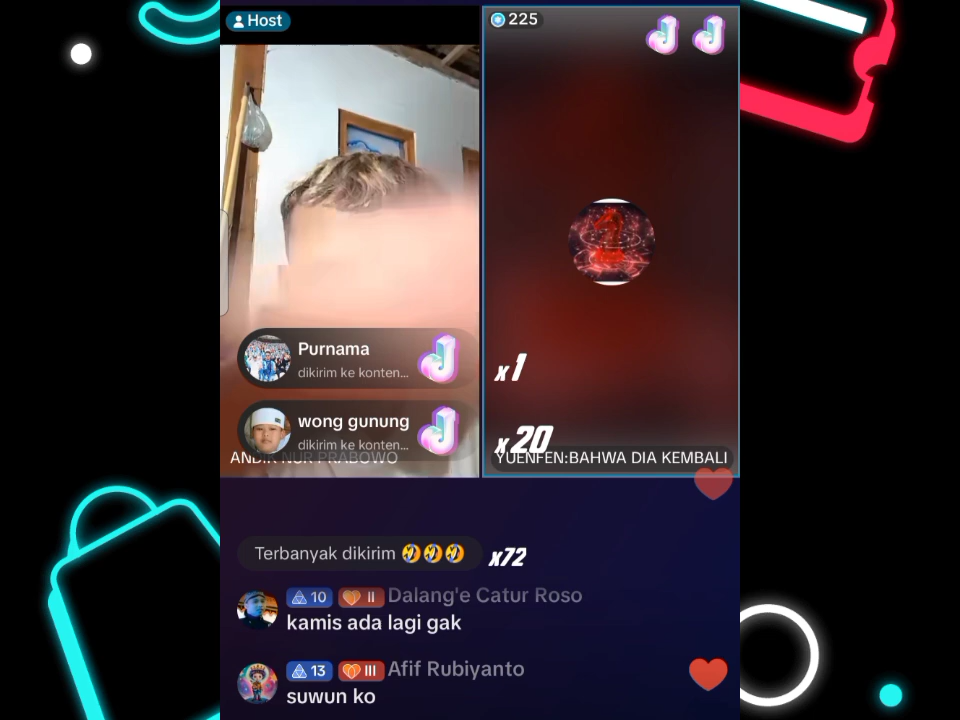 Host
225
Purnama
dikirim ke konten...
wong gunung
dikirim ke konten...
x1
x20
ANDIK NUR PRABOWO
YUENFEN:BAHWA DIA KEMBALI
Terbanyak dikirim 🤣🤣🤣 x72
10 II Dalang'e Catur Roso
kamis ada lagi gak
13 III Afif Rubiyanto
suwun ko